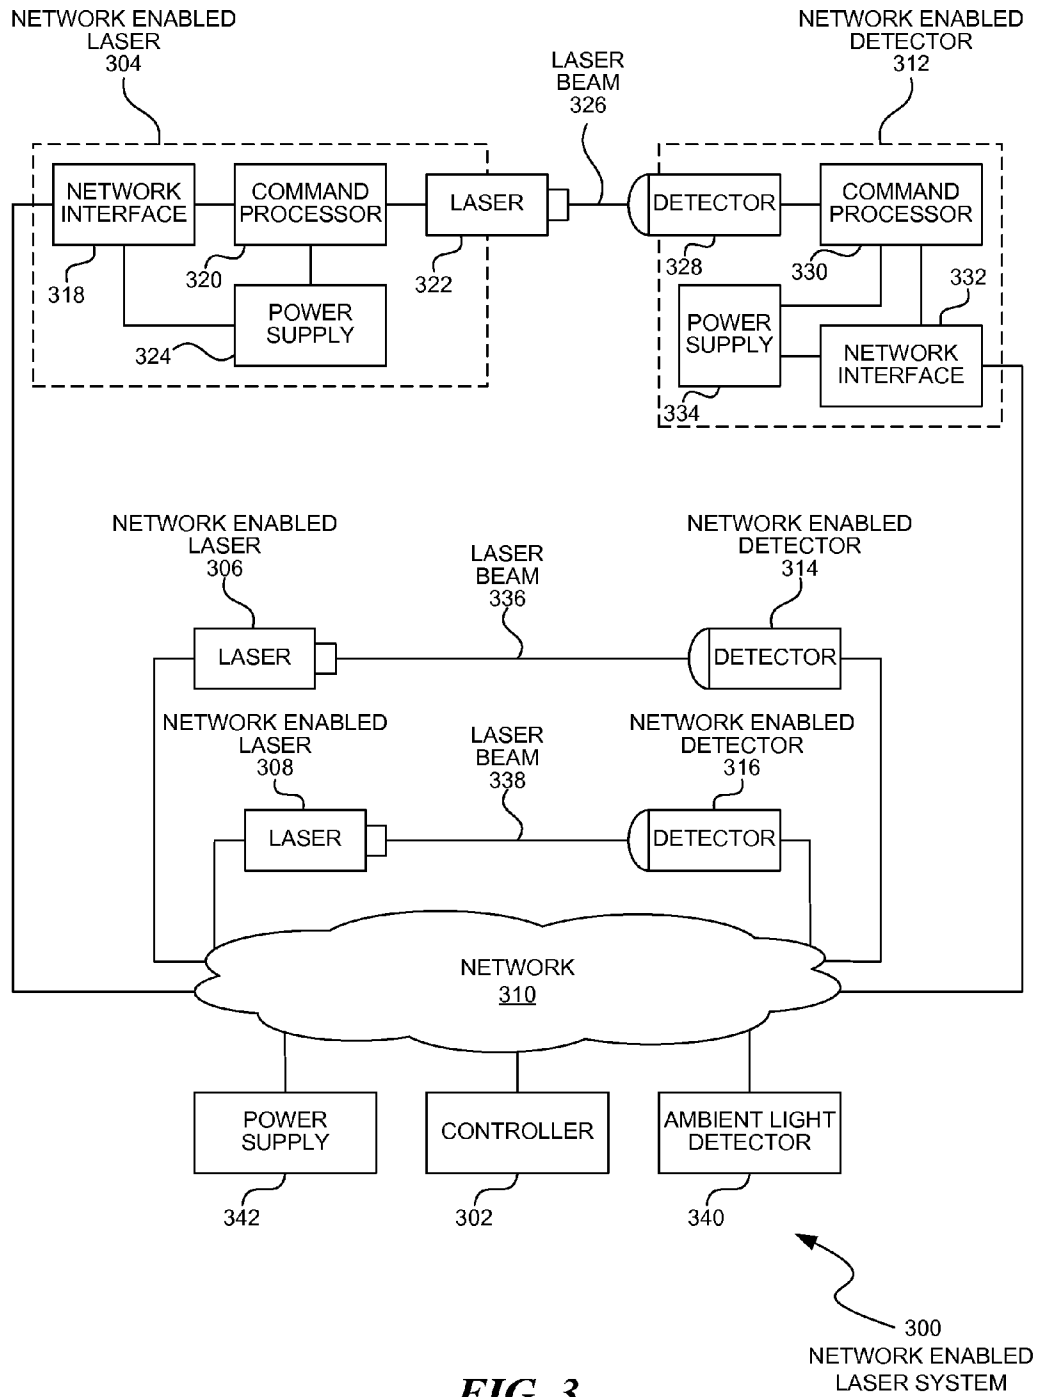 NETWORK ENABLED
LASER
304
NETWORK ENABLED
DETECTOR
312
LASER
BEAM
326
NETWORK
INTERFACE
COMMAND
PROCESSOR
LASER
DETECTOR
COMMAND
PROCESSOR
318
320
322
328
330
332
POWER
SUPPLY
324
POWER
SUPPLY
334
NETWORK
INTERFACE
NETWORK ENABLED
LASER
306
LASER
BEAM
336
NETWORK ENABLED
DETECTOR
314
LASER
DETECTOR
NETWORK ENABLED
LASER
308
LASER
BEAM
338
NETWORK ENABLED
DETECTOR
316
LASER
DETECTOR
NETWORK
310
POWER
SUPPLY
CONTROLLER
AMBIENT LIGHT
DETECTOR
342
302
340
300
NETWORK ENABLED
LASER SYSTEM
FIG. 3